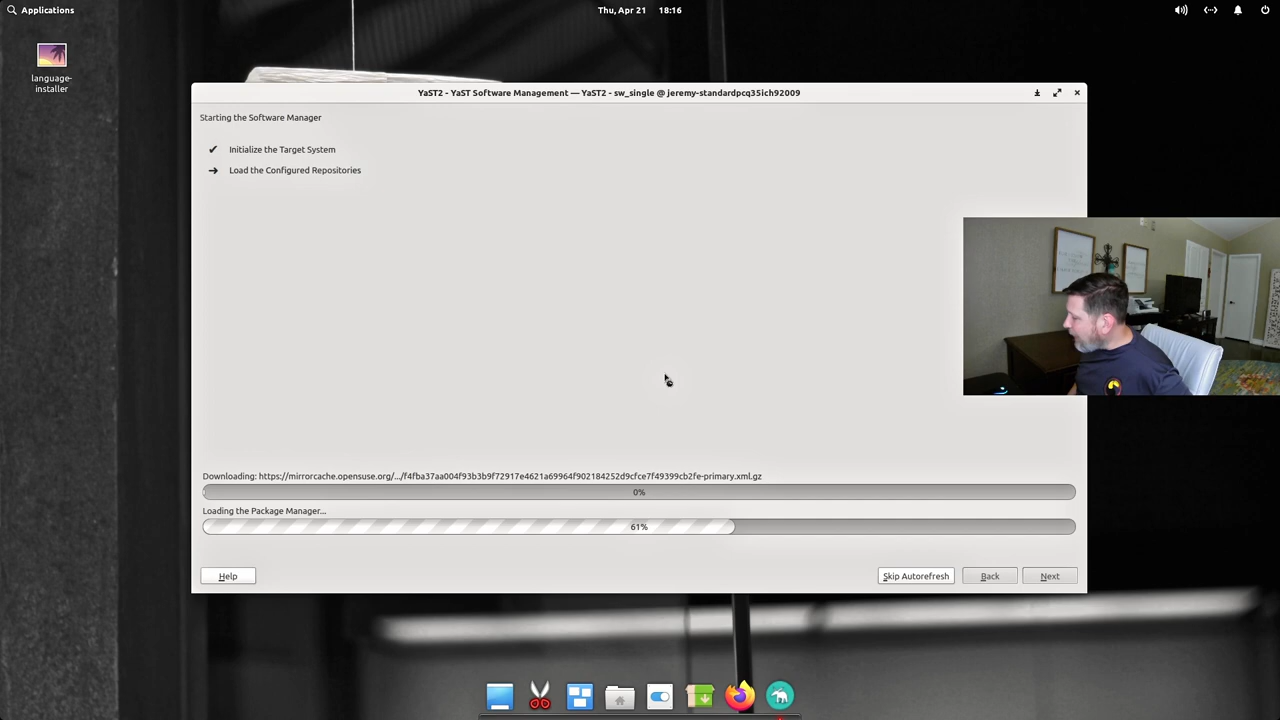 Applications
Thu, Apr 21 18:16
language-
installer
YaST2 - YaST Software Management — YaST2 - sw_single @ jeremy-standardpcq35ich92009
Starting the Software Manager
✔ Initialize the Target System
➔ Load the Configured Repositories
Downloading: https://mirrorcache.opensuse.org/.../f4fba37aa004f93b3b9f72917e4621a69964f902184252d9cfce7f49399cb2fe-primary.xml.gz
0%
Loading the Package Manager...
61%
Help
Skip Autorefresh
Back
Next